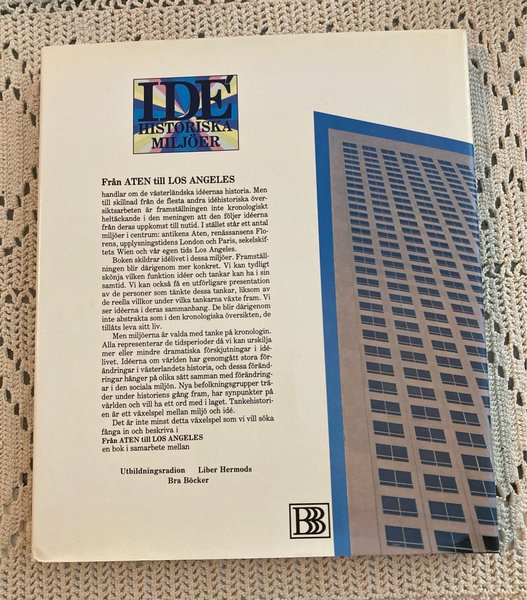 IDÉ
HISTORISKA
MILJÖER
Från ATEN till LOS ANGELES
handlar om de västerländska idéernas historia. Men
till skillnad från de flesta andra idéhistoriska över-
siktsarbeten är framställningen inte kronologiskt
heltäckande i den meningen att den följer idéerna
från deras uppkomst till nutid. I stället står ett antal
miljöer i centrum: antikens Aten, renässansens Flo-
rens, upplysningstidens London och Paris, sekelskif-
tets Wien och vår egen tids Los Angeles.
Boken skildrar idélivet i dessa miljöer. Framställ-
ningen blir därigenom mer konkret. Vi kan tydligt
skönja vilken funktion idéer och tankar kan ha i sin
samtid. Vi kan också få en utförligare presentation
av de personer som tänkte dessa tankar, liksom av
de reella villkor under vilka tankarna växte fram. Vi
ser idéerna i deras sammanhang. De blir därigenom
inte abstrakta som i den kronologiska översikten, de
tillåts leva sitt liv.
Men miljöerna är valda med tanke på kronologin.
Alla representerar de tidsperioder då vi kan urskilja
mer eller mindre dramatiska förskjutningar i idé-
livet. Idéerna om världen har genomgått stora för-
ändringar i västerlandets historia, och dessa föränd-
ringar hänger på olika sätt samman med förändring-
ar i den sociala miljön. Nya befolkningsgrupper trä-
der under historiens gång fram, har synpunkter på
världen och vill ha ett ord med i laget. Tankehistori-
en är ett växelspel mellan miljö och idé.
Det är inte minst detta växelspel som vi vill söka
fånga in och beskriva i
Från ATEN till LOS ANGELES
en bok i samarbete mellan
Utbildningsradion Liber Hermods
Bra Böcker
BBB